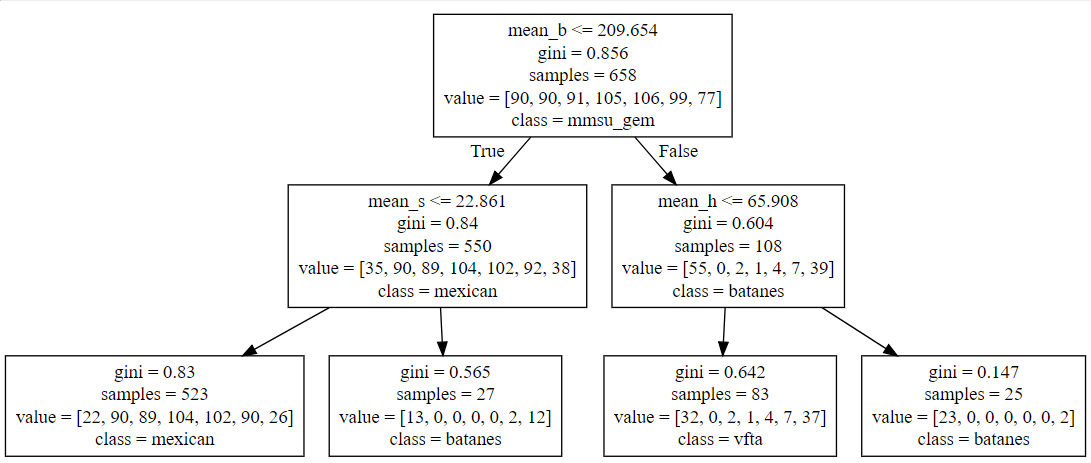 mean_b <= 209.654
gini = 0.856
samples = 658
value = [90, 90, 91, 105, 106, 99, 77]
class = mmsu_gem
True
False
mean_s <= 22.861
gini = 0.84
samples = 550
value = [35, 90, 89, 104, 102, 92, 38]
class = mexican
mean_h <= 65.908
gini = 0.604
samples = 108
value = [55, 0, 2, 1, 4, 7, 39]
class = batanes
gini = 0.83
samples = 523
value = [22, 90, 89, 104, 102, 90, 26]
class = mexican
gini = 0.565
samples = 27
value = [13, 0, 0, 0, 0, 2, 12]
class = batanes
gini = 0.642
samples = 83
value = [32, 0, 2, 1, 4, 7, 37]
class = vfta
gini = 0.147
samples = 25
value = [23, 0, 0, 0, 0, 0, 2]
class = batanes